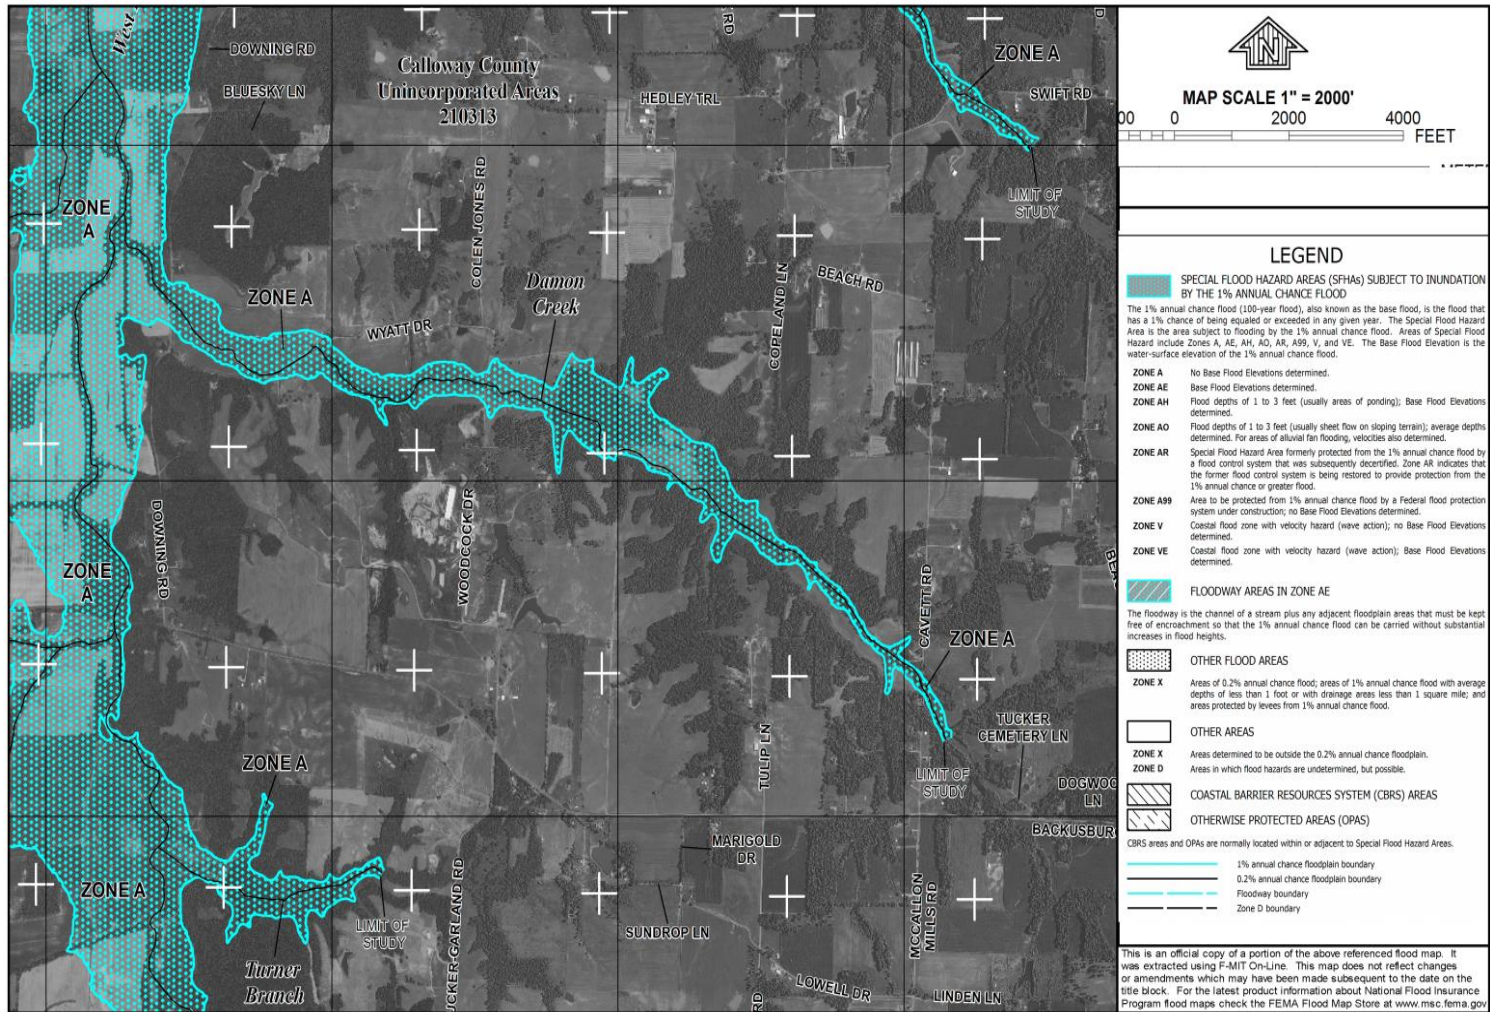 West
DOWNING RD
BLUESKY LN
Calloway County
Unincorporated Areas
210313
HEDLEY TRL
RD
D
ZONE A
SWIFT RD
LIMIT OF
STUDY
ZONE
A
COLEN JONES RD
Damon
Creek
ZONE A
WYATT DR
COPELAND LN
BEACH RD
DOWNING RD
WOODCOCK DR
ZONE
A
CAVETT RD
ZONE A
TUCKER
CEMETERY LN
TULIP LN
LIMIT OF
STUDY
DOGWOO
LN
ZONE A
BACKUSBUR
MARIGOLD
DR
ZONE A
LIMIT OF
STUDY
UCKER-GARLAND RD
SUNDROP LN
MCCALLON
MILLS RD
Turner
Branch
RD
LOWELL DR
LINDEN LN
N
MAP SCALE 1" = 2000'
00 0 2000 4000
FEET
LEGEND
SPECIAL FLOOD HAZARD AREAS (SFHAs) SUBJECT TO INUNDATION
BY THE 1% ANNUAL CHANCE FLOOD
The 1% annual chance flood (100-year flood), also known as the base flood, is the flood that
has a 1% chance of being equaled or exceeded in any given year. The Special Flood Hazard
Area is the area subject to flooding by the 1% annual chance flood. Areas of Special Flood
Hazard include Zones A, AE, AH, AO, AR, A99, V, and VE. The Base Flood Elevation is the
water-surface elevation of the 1% annual chance flood.
ZONE A No Base Flood Elevations determined.
ZONE AE Base Flood Elevations determined.
ZONE AH Flood depths of 1 to 3 feet (usually areas of ponding); Base Flood Elevations
determined.
ZONE AO Flood depths of 1 to 3 feet (usually sheet flow on sloping terrain); average depths
determined. For areas of alluvial fan flooding, velocities also determined.
ZONE AR Special Flood Hazard Area formerly protected from the 1% annual chance flood by
a flood control system that was subsequently decertified. Zone AR indicates that
the former flood control system is being restored to provide protection from the
1% annual chance or greater flood.
ZONE A99 Area to be protected from 1% annual chance flood by a Federal flood protection
system under construction; no Base Flood Elevations determined.
ZONE V Coastal flood zone with velocity hazard (wave action); no Base Flood Elevations
determined.
ZONE VE Coastal flood zone with velocity hazard (wave action); Base Flood Elevations
determined.
FLOODWAY AREAS IN ZONE AE
The floodway is the channel of a stream plus any adjacent floodplain areas that must be kept
free of encroachment so that the 1% annual chance flood can be carried without substantial
increases in flood heights.
OTHER FLOOD AREAS
ZONE X Areas of 0.2% annual chance flood; areas of 1% annual chance flood with average
depths of less than 1 foot or with drainage areas less than 1 square mile; and
areas protected by levees from 1% annual chance flood.
OTHER AREAS
ZONE X Areas determined to be outside the 0.2% annual chance floodplain.
ZONE D Areas in which flood hazards are undetermined, but possible.
COASTAL BARRIER RESOURCES SYSTEM (CBRS) AREAS
OTHERWISE PROTECTED AREAS (OPAS)
CBRS areas and OPAs are normally located within or adjacent to Special Flood Hazard Areas.
1% annual chance floodplain boundary
0.2% annual chance floodplain boundary
Floodway boundary
Zone D boundary
This is an official copy of a portion of the above referenced flood map. It
was extracted using F-MIT On-Line. This map does not reflect changes
or amendments which may have been made subsequent to the date on the
title block. For the latest product information about National Flood Insurance
Program flood maps check the FEMA Flood Map Store at www.msc.fema.gov